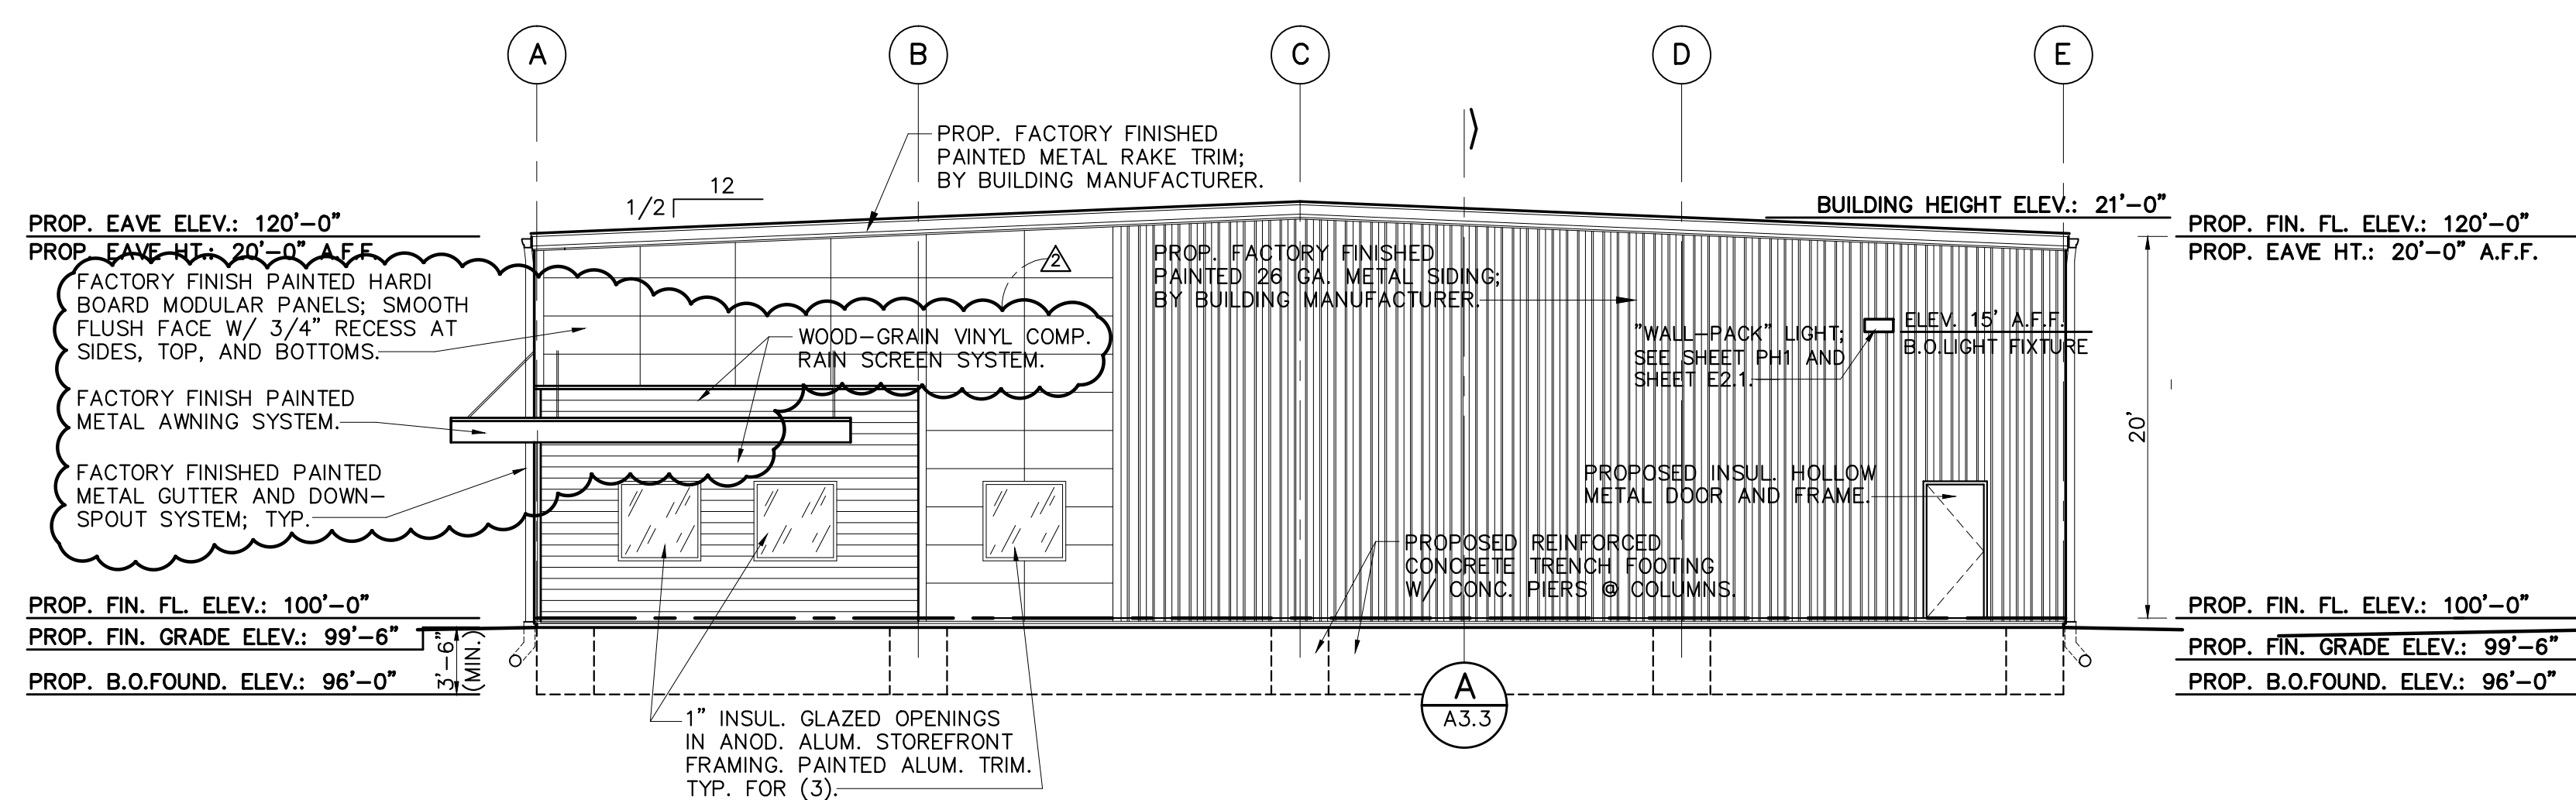 A
B
C
D
E
PROP. FACTORY FINISHED
PAINTED METAL RAKE TRIM;
BY BUILDING MANUFACTURER.
12
1/2
PROP. EAVE ELEV.: 120'-0"
PROP. EAVE HT.: 20'-0" A.F.F.
BUILDING HEIGHT ELEV.: 21'-0"
PROP. FIN. FL. ELEV.: 120'-0"
PROP. EAVE HT.: 20'-0" A.F.F.
FACTORY FINISH PAINTED HARDI
BOARD MODULAR PANELS; SMOOTH
FLUSH FACE W/ 3/4" RECESS AT
SIDES, TOP, AND BOTTOMS.
2
PROP. FACTORY FINISHED
PAINTED 26 GA. METAL SIDING;
BY BUILDING MANUFACTURER.
WOOD-GRAIN VINYL COMP.
RAIN SCREEN SYSTEM.
"WALL-PACK" LIGHT;
SEE SHEET PH1 AND
SHEET E2.1.
ELEV. 15' A.F.F.
B.O.LIGHT FIXTURE
FACTORY FINISH PAINTED
METAL AWNING SYSTEM.
20'
FACTORY FINISHED PAINTED
METAL GUTTER AND DOWN-
SPOUT SYSTEM; TYP.
PROPOSED INSUL. HOLLOW
METAL DOOR AND FRAME.
PROPOSED REINFORCED
CONCRETE TRENCH FOOTING
W/ CONC. PIERS @ COLUMNS.
PROP. FIN. FL. ELEV.: 100'-0"
PROP. FIN. GRADE ELEV.: 99'-6"
PROP. B.O.FOUND. ELEV.: 96'-0"
3'-6"
(MIN.)
PROP. FIN. FL. ELEV.: 100'-0"
PROP. FIN. GRADE ELEV.: 99'-6"
PROP. B.O.FOUND. ELEV.: 96'-0"
A
A3.3
1" INSUL. GLAZED OPENINGS
IN ANOD. ALUM. STOREFRONT
FRAMING. PAINTED ALUM. TRIM.
TYP. FOR (3).